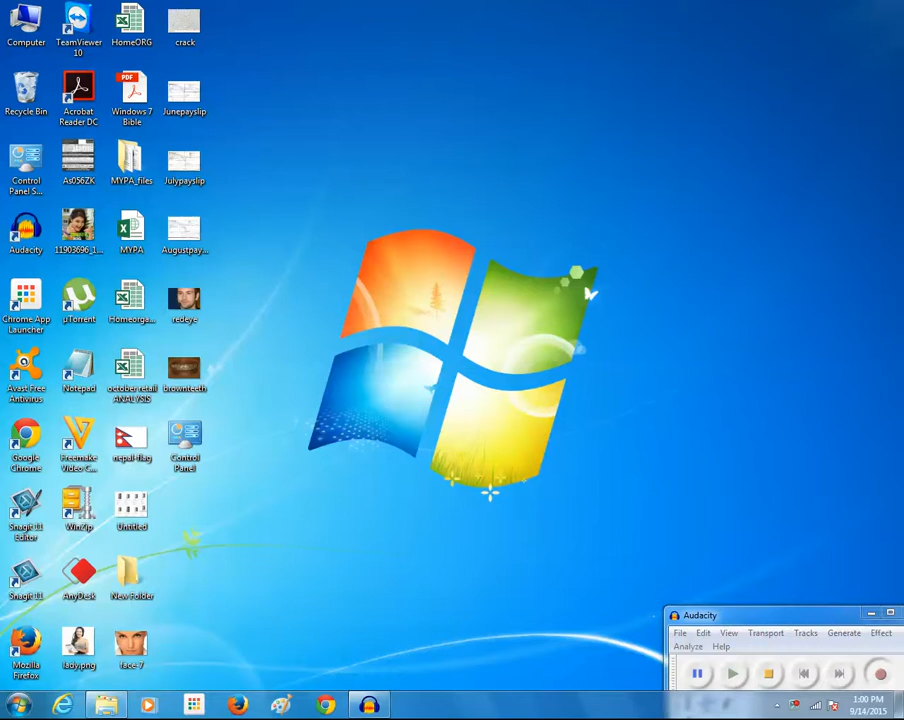 Computer
TeamViewer 10
HomeORG
crack
Recycle Bin
Acrobat Reader DC
PDF
Windows 7 Bible
Junepayslip
Control Panel S...
As056ZK
MYPA_files
Julypayslip
Audacity
11903696_1...
MYPA
Augustpay...
Chrome App Launcher
µTorrent
Homeorga...
redeye
Avast Free Antivirus
Notepad
october retail ANALYSIS
brownteeth
Google Chrome
Freemake Video C...
nepal-flag
Control Panel
Snagit 11 Editor
WinZip
Untitled
Snagit 11
AnyDesk
New Folder
Mozilla Firefox
lady.png
face-7
Audacity
File Edit View Transport Tracks Generate Effect
Analyze Help
1:00 PM
9/14/2015